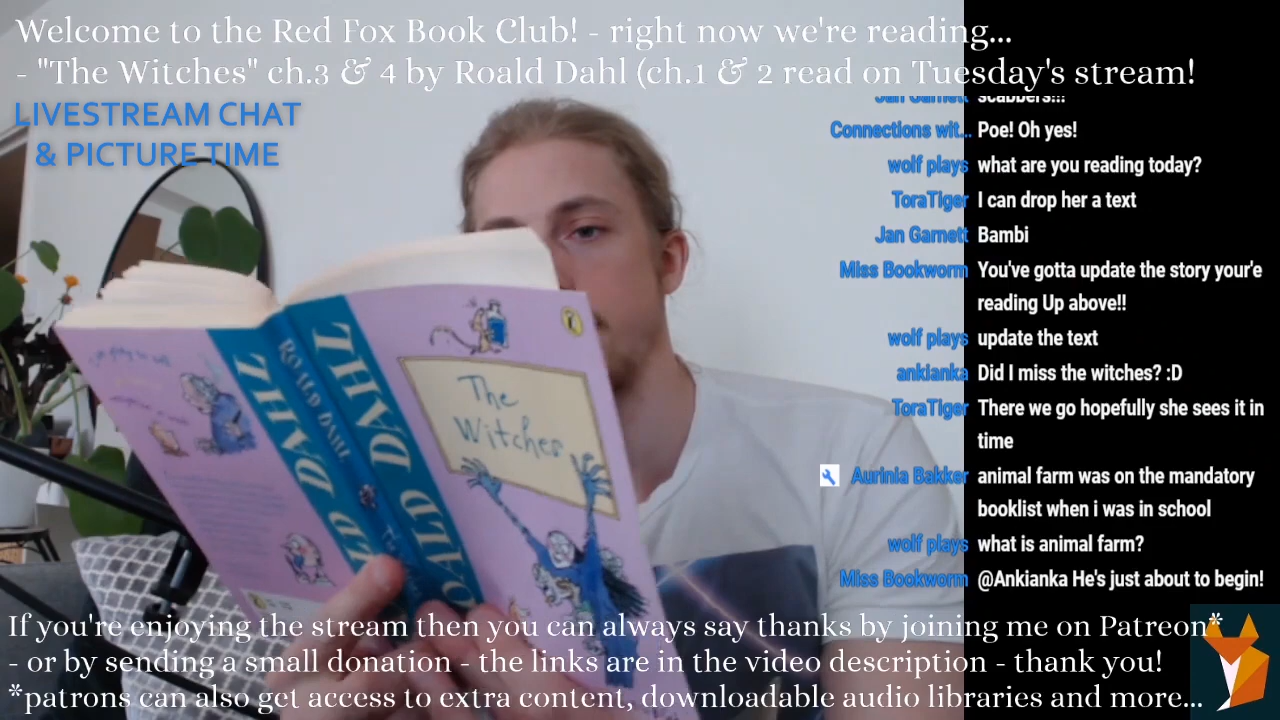 Welcome to the Red Fox Book Club! - right now we're reading...
- "The Witches" ch.3 & 4 by Roald Dahl (ch.1 & 2 read on Tuesday's stream!
LIVESTREAM CHAT
& PICTURE TIME
Jan Garnett scabbers...
Connections wit... Poe! Oh yes!
wolf plays what are you reading today?
ToraTiger I can drop her a text
Jan Garnett Bambi
Miss Bookworm You've gotta update the story your'e
reading Up above!!
wolf plays update the text
ankianka Did I miss the witches? :D
ToraTiger There we go hopefully she sees it in
time
Aurinia Bakker animal farm was on the mandatory
booklist when i was in school
wolf plays what is animal farm?
Miss Bookworm @Ankianka He's just about to begin!
ROALD DAHL
DAHL
ALD DAHL
The
Witches
If you're enjoying the stream then you can always say thanks by joining me on Patreon*
- or by sending a small donation - the links are in the video description - thank you!
*patrons can also get access to extra content, downloadable audio libraries and more...